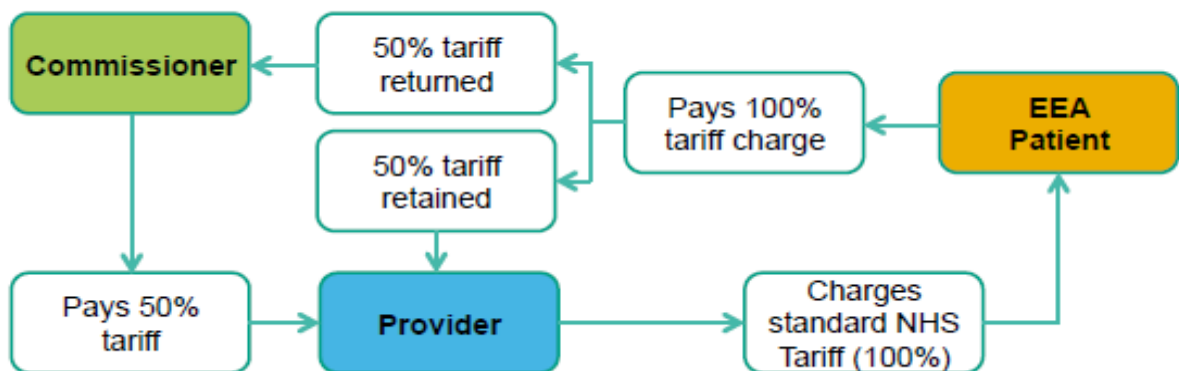 Commissioner
50% tariff
returned
Pays 100%
tariff charge
EEA
Patient
50% tariff
retained
Pays 50%
tariff
Provider
Charges
standard NHS
Tariff (100%)